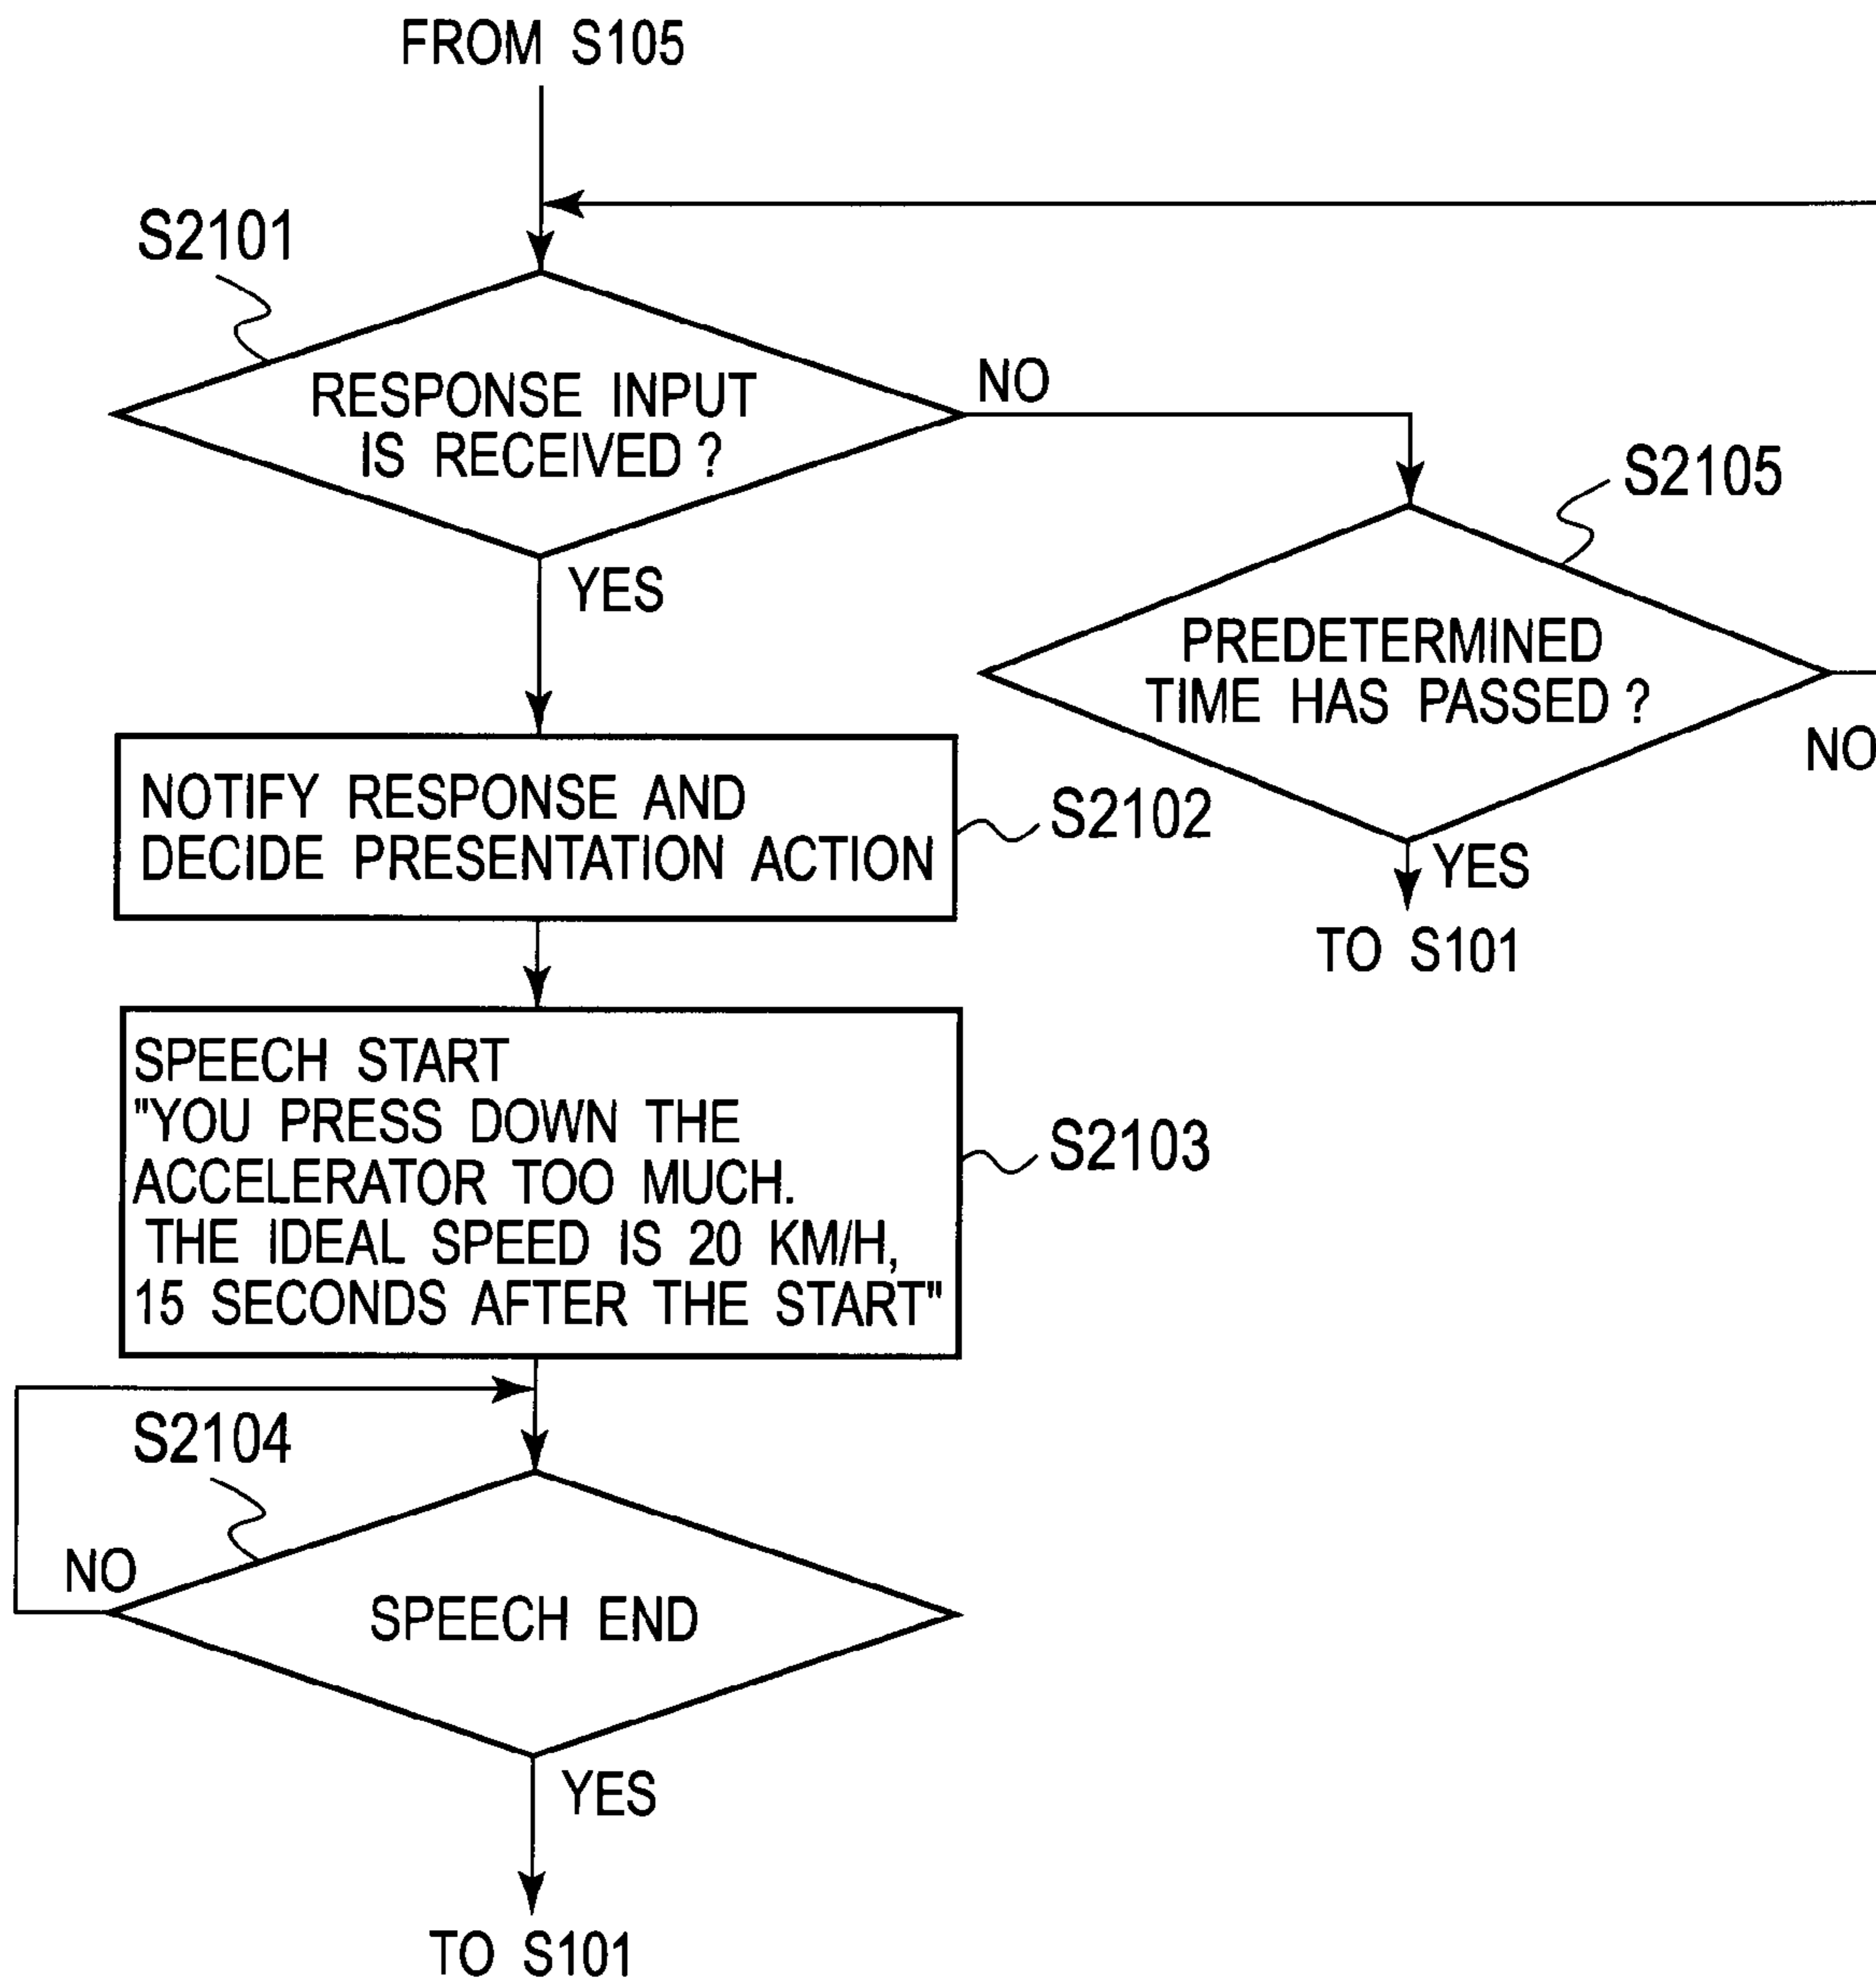 FROM S105
S2101
RESPONSE INPUT
IS RECEIVED ?
NO
YES
S2105
PREDETERMINED
TIME HAS PASSED ?
NO
YES
TO S101
NOTIFY RESPONSE AND
DECIDE PRESENTATION ACTION
S2102
SPEECH START
"YOU PRESS DOWN THE
ACCELERATOR TOO MUCH.
THE IDEAL SPEED IS 20 KM/H,
15 SECONDS AFTER THE START"
S2103
S2104
NO
SPEECH END
YES
TO S101